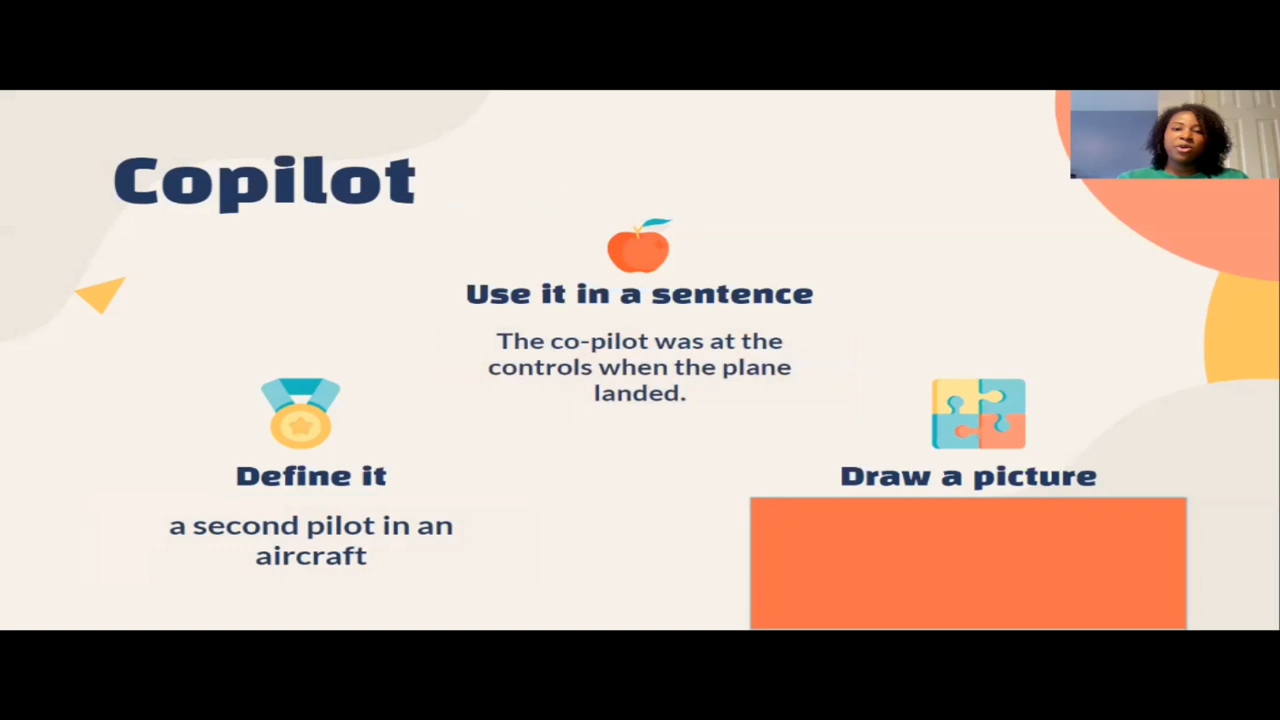 Copilot
Use it in a sentence
The co-pilot was at the
controls when the plane
landed.
Define it
a second pilot in an
aircraft
Draw a picture